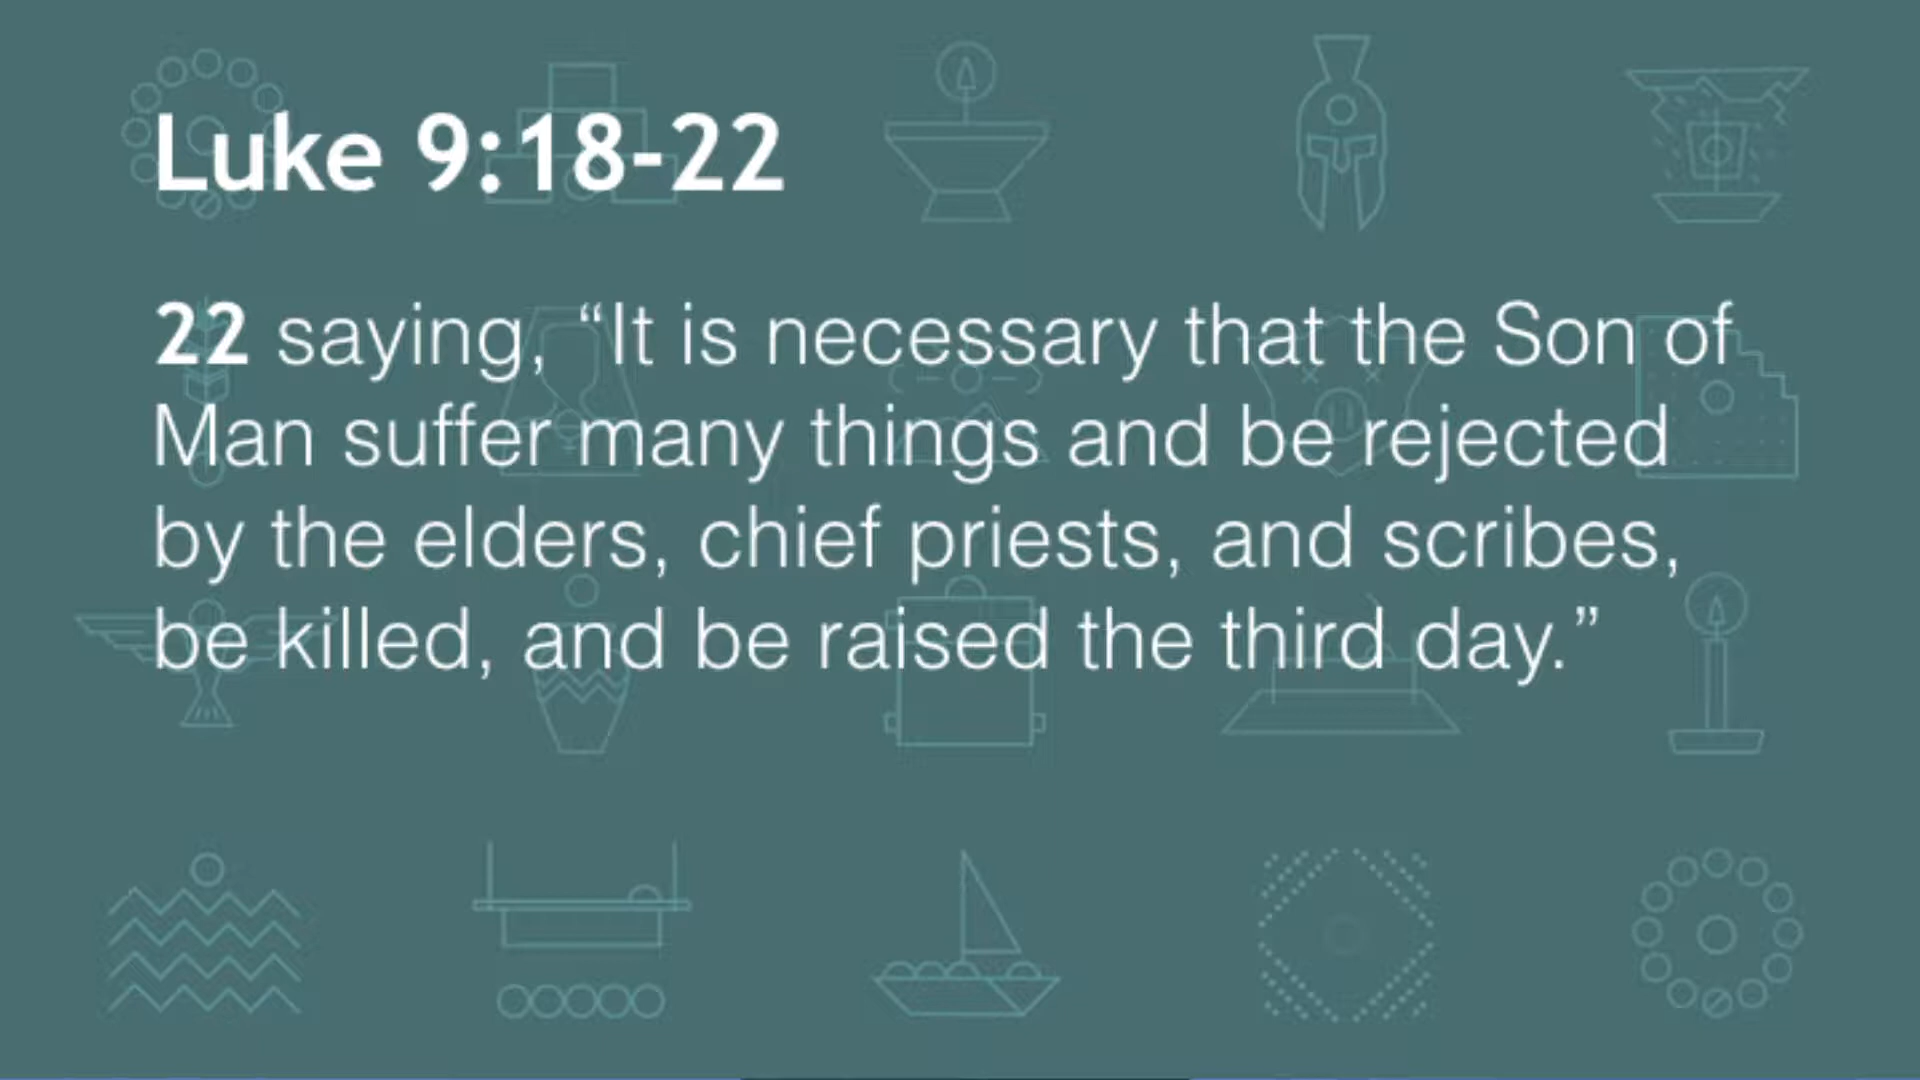 Luke 9:18-22
22 saying, “It is necessary that the Son of
Man suffer many things and be rejected
by the elders, chief priests, and scribes,
be killed, and be raised the third day.”